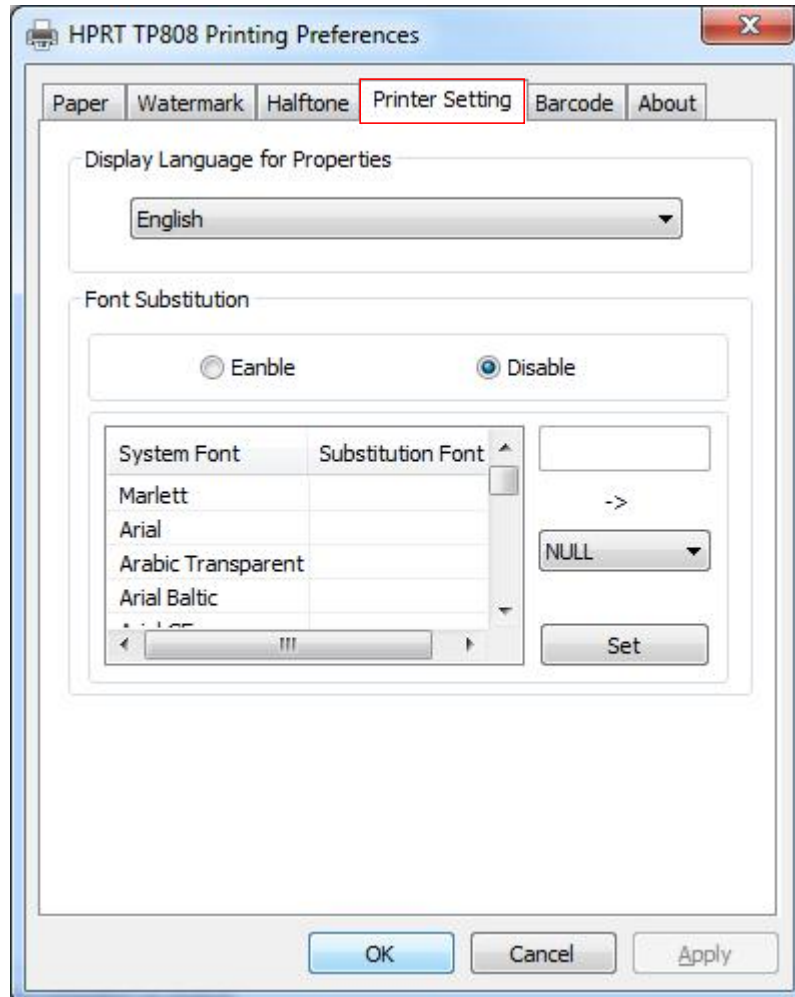 HPRT TP808 Printing Preferences
Paper Watermark Halftone Printer Setting Barcode About
Display Language for Properties
English
Font Substitution
Eanble Disable
System Font Substitution Font
Marlett
->
Arial
NULL
Arabic Transparent
Arial Baltic
Set
OK Cancel Apply